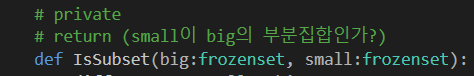 # private
# return (small이 big의 부분집합인가?)
def IsSubset(big:frozenset, small:frozenset):